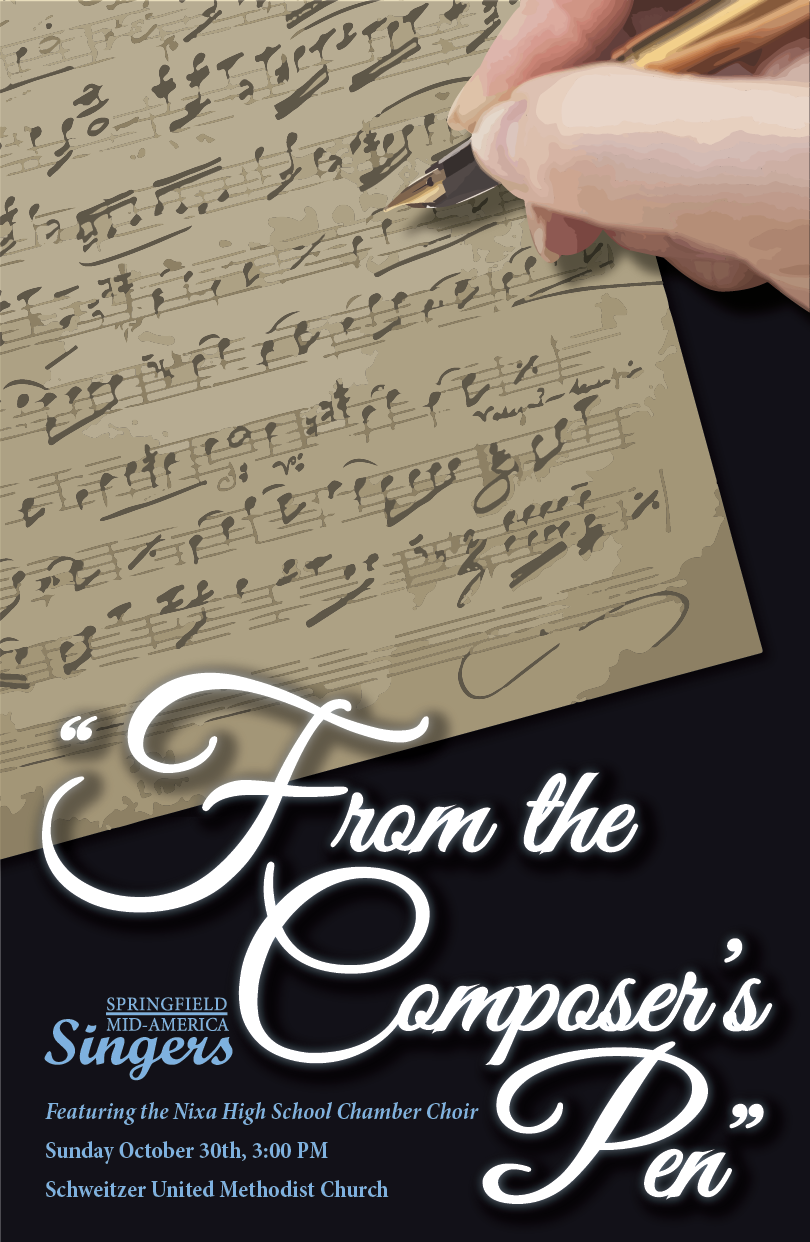 “From the
Composer’s
Pen”
SPRINGFIELD
MID-AMERICA
Singers
Featuring the Nixa High School Chamber Choir
Sunday October 30th, 3:00 PM
Schweitzer United Methodist Church